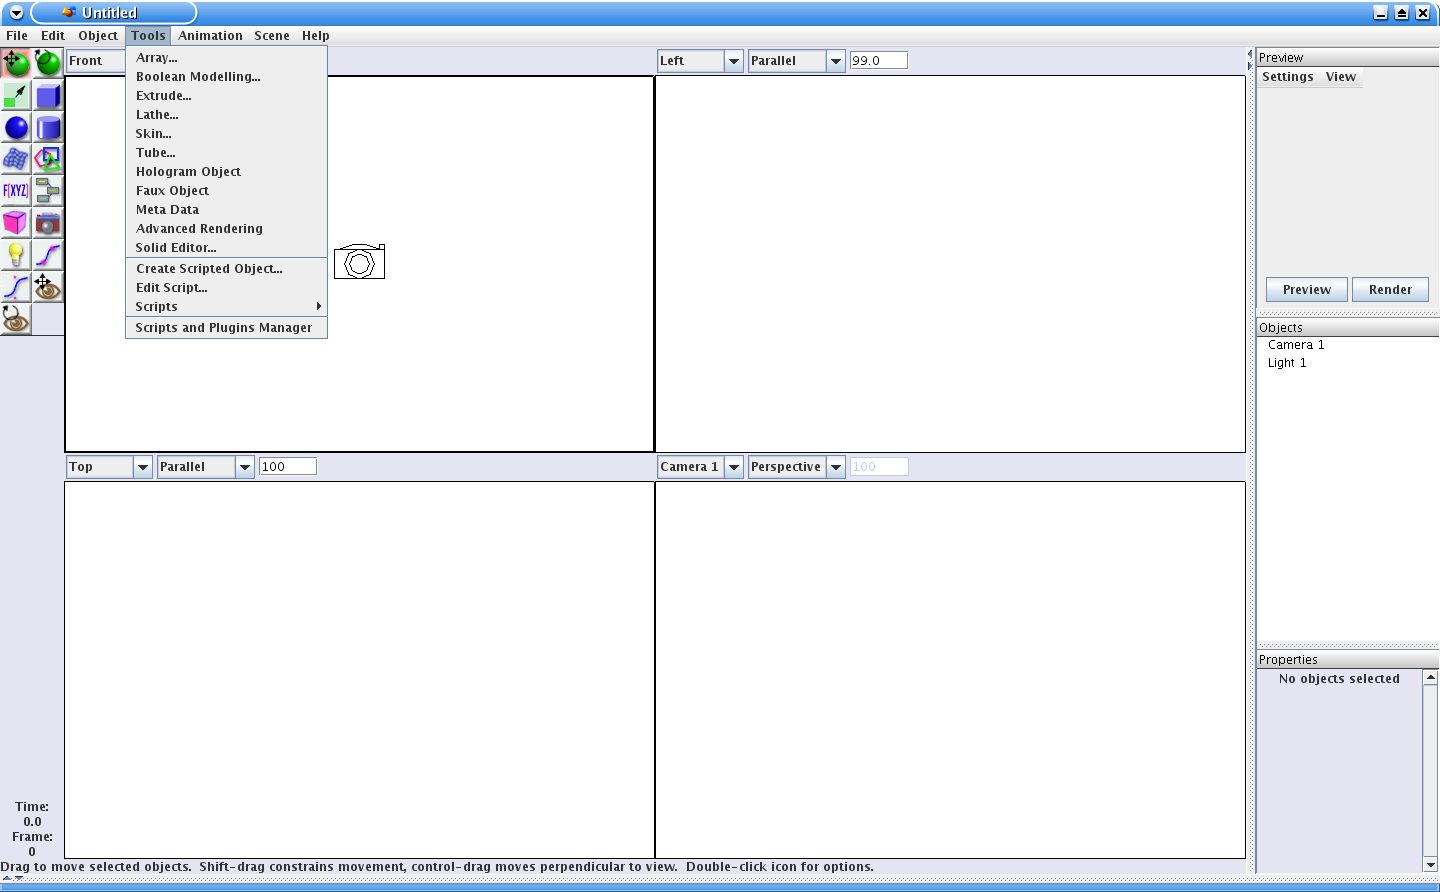 Untitled
File Edit Object Tools Animation Scene Help
Front
Left Parallel 99.0
Array...
Boolean Modelling...
Extrude...
Lathe...
Skin...
Tube...
Hologram Object
Faux Object
Meta Data
Advanced Rendering
Solid Editor...
Create Scripted Object...
Edit Script...
Scripts
Scripts and Plugins Manager
F(XYZ)
Top Parallel 100
Camera 1 Perspective 100
Preview
Settings View
Preview Render
Objects
Camera 1
Light 1
Properties
No objects selected
Time:
0.0
Frame:
0
Drag to move selected objects. Shift-drag constrains movement, control-drag moves perpendicular to view. Double-click icon for options.